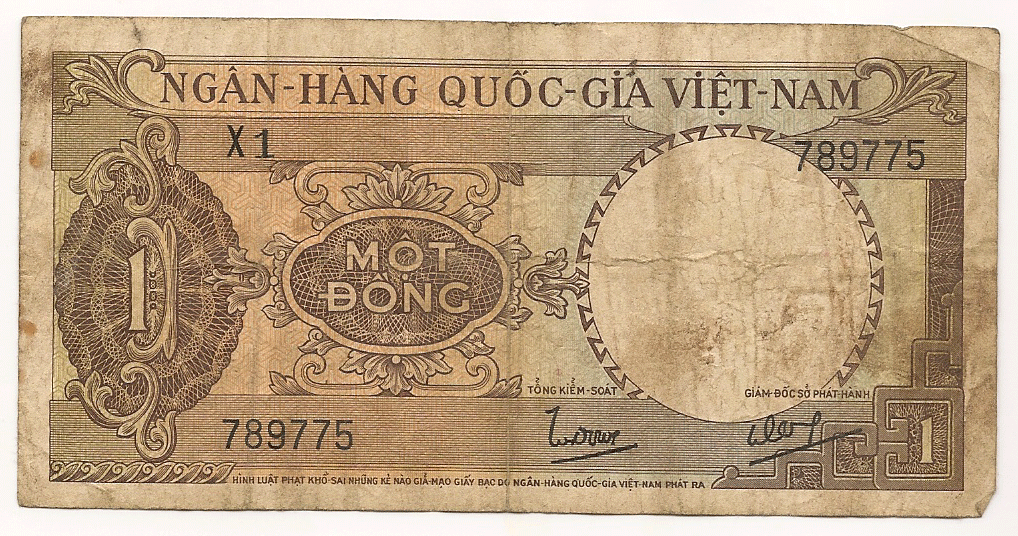 NGÂN-HÀNG QUỐC-GIA VIỆT-NAM
X1
789775
1
MỘT
ĐỒNG
TỔNG KIỂM-SOÁT
GIÁM-ĐỐC SỞ PHÁT-HÀNH
789775
1
HÌNH LUẬT PHẠT KHỔ-SAI NHỮNG KẺ NÀO GIẢ-MẠO GIẤY BẠC DO NGÂN-HÀNG QUỐC-GIA VIỆT-NAM PHÁT RA